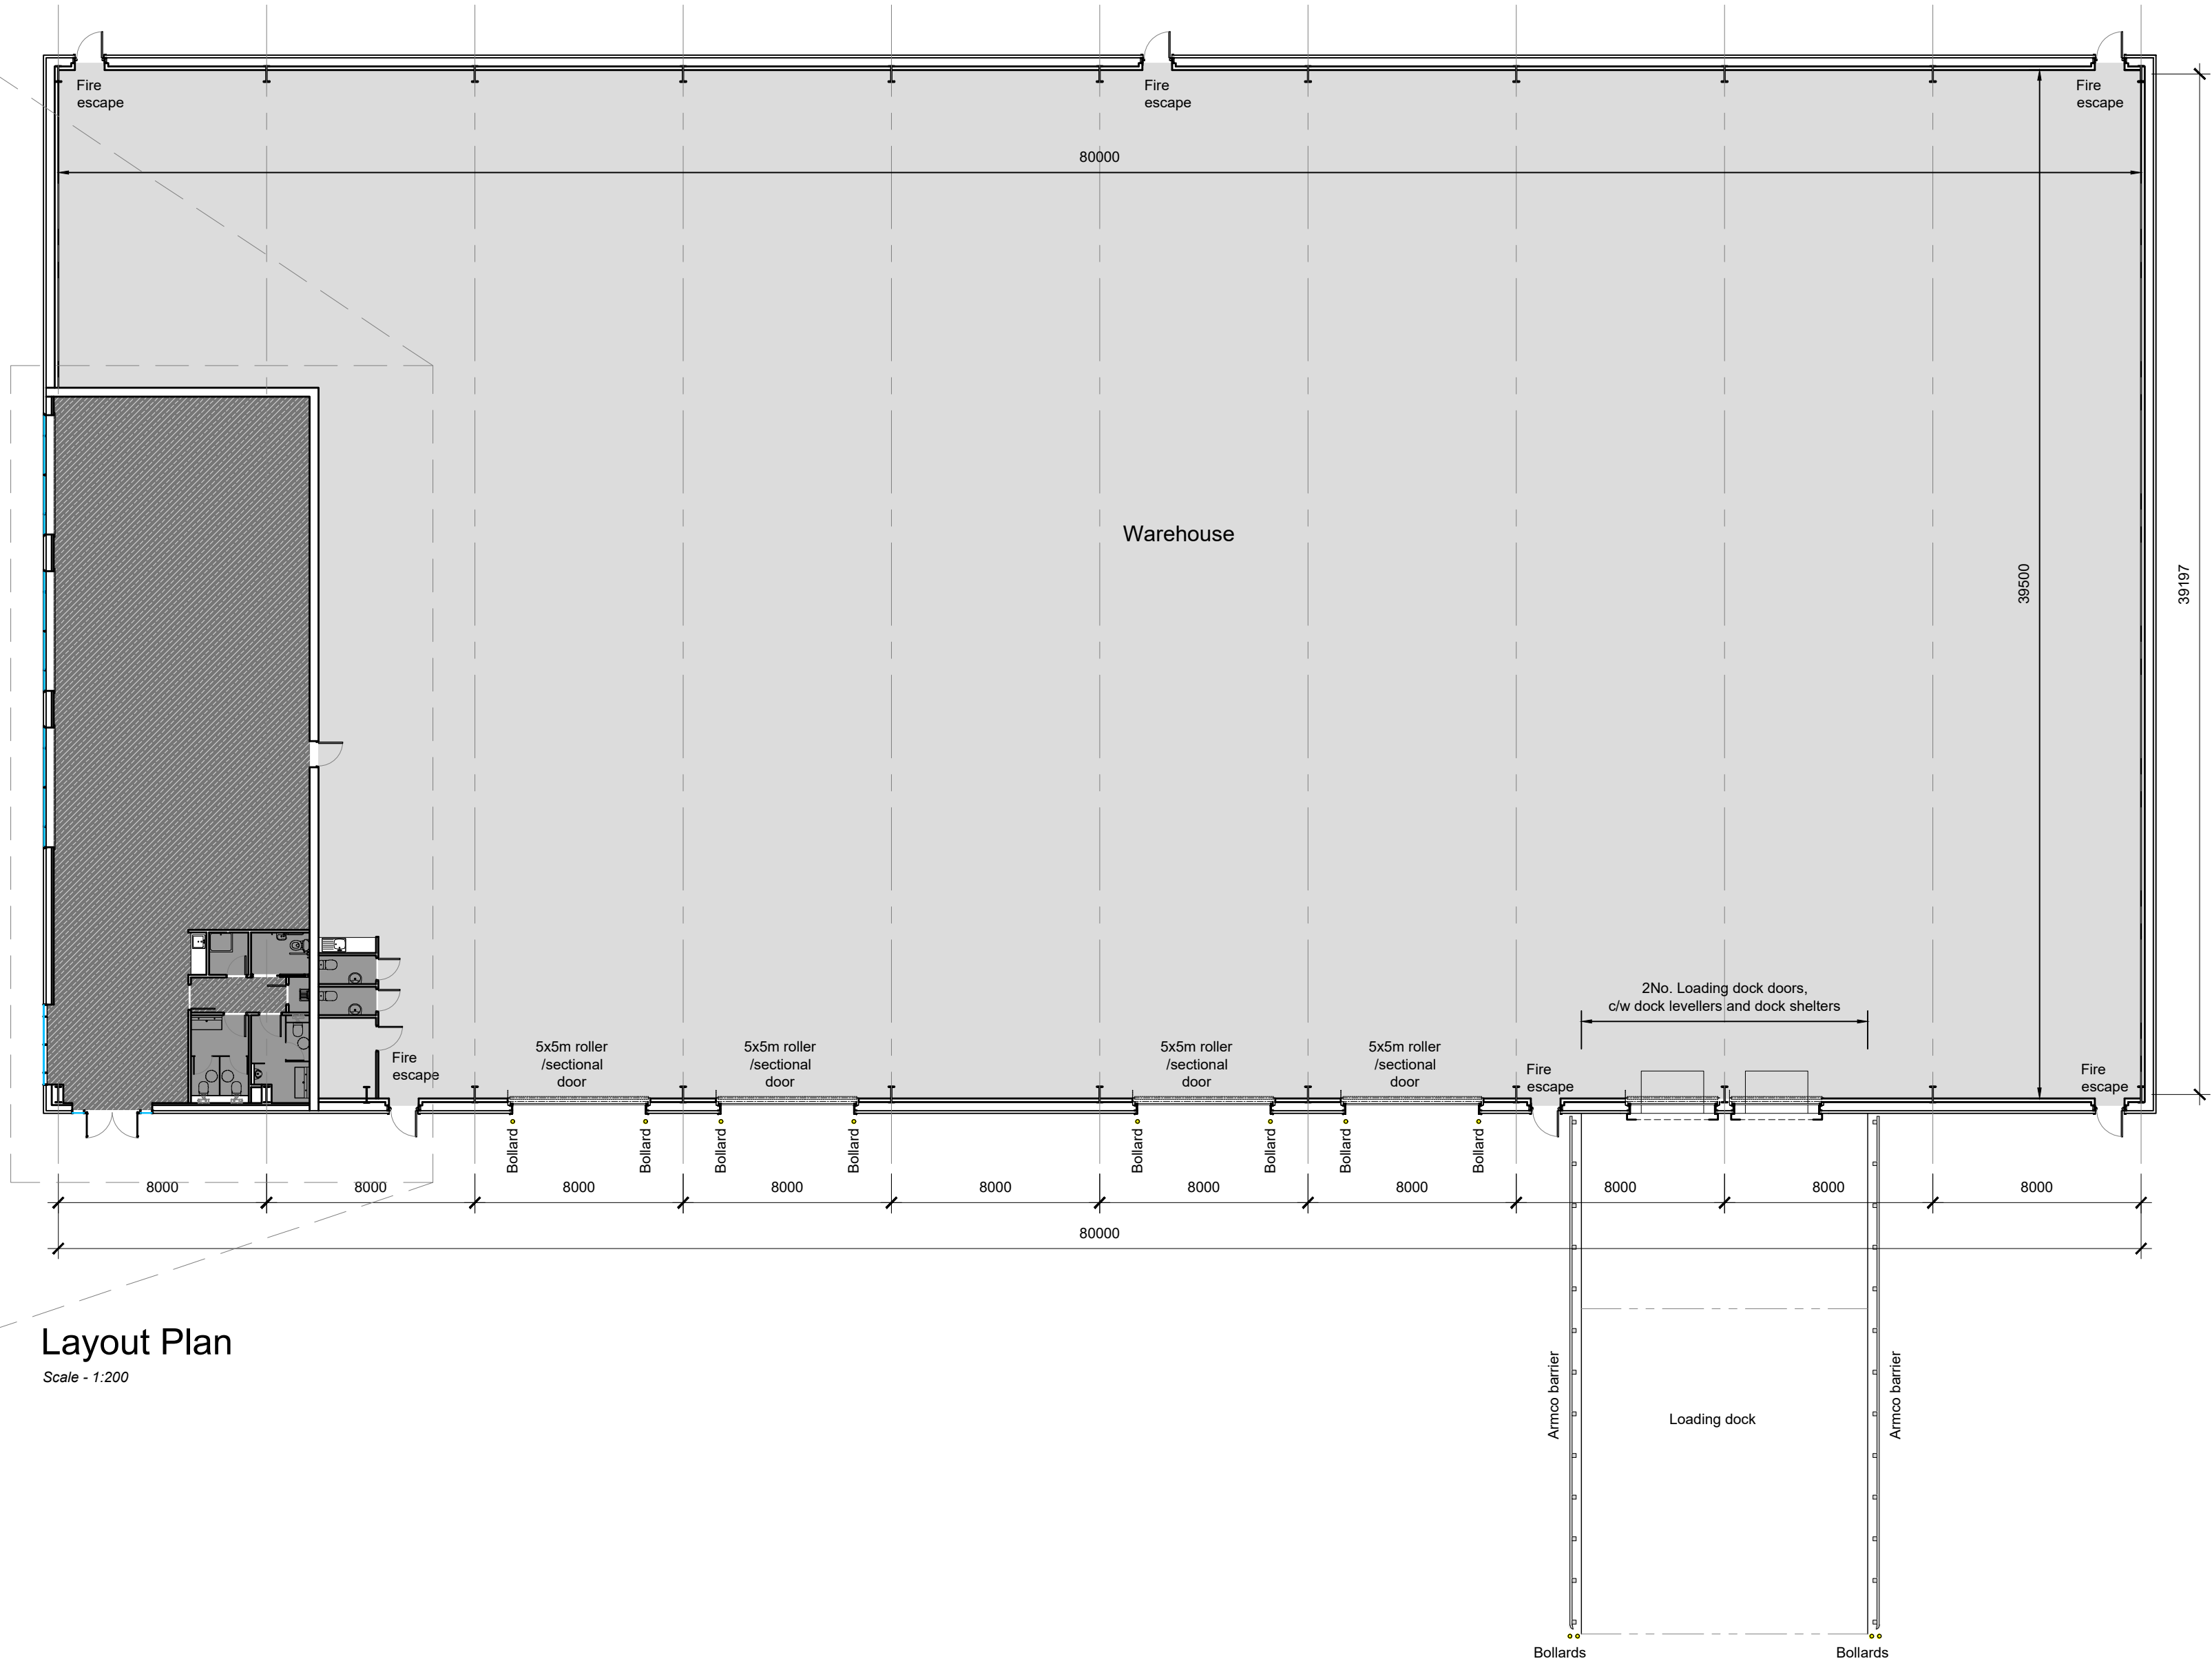 Fire
escape
Fire
escape
Fire
escape
80000
Warehouse
39500
39197
2No. Loading dock doors,
c/w dock levellers and dock shelters
Fire
escape
5x5m roller
/sectional
door
5x5m roller
/sectional
door
5x5m roller
/sectional
door
5x5m roller
/sectional
door
Fire
escape
Fire
escape
Bollard
Bollard
Bollard
Bollard
Bollard
Bollard
Bollard
Bollard
8000
8000
8000
8000
8000
8000
8000
8000
8000
8000
80000
Layout Plan
Scale - 1:200
Armco barrier
Loading dock
Armco barrier
Bollards
Bollards